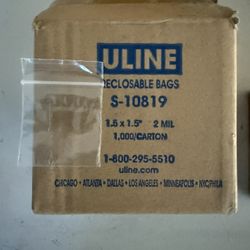 ULINE
RECLOSABLE BAGS
S-10819
1.5 x 1.5" 2 MIL
1,000/CARTON
1-800-295-5510
uline.com
CHICAGO • ATLANTA • DALLAS • LOS ANGELES • MINNEAPOLIS • NYC/PHILA